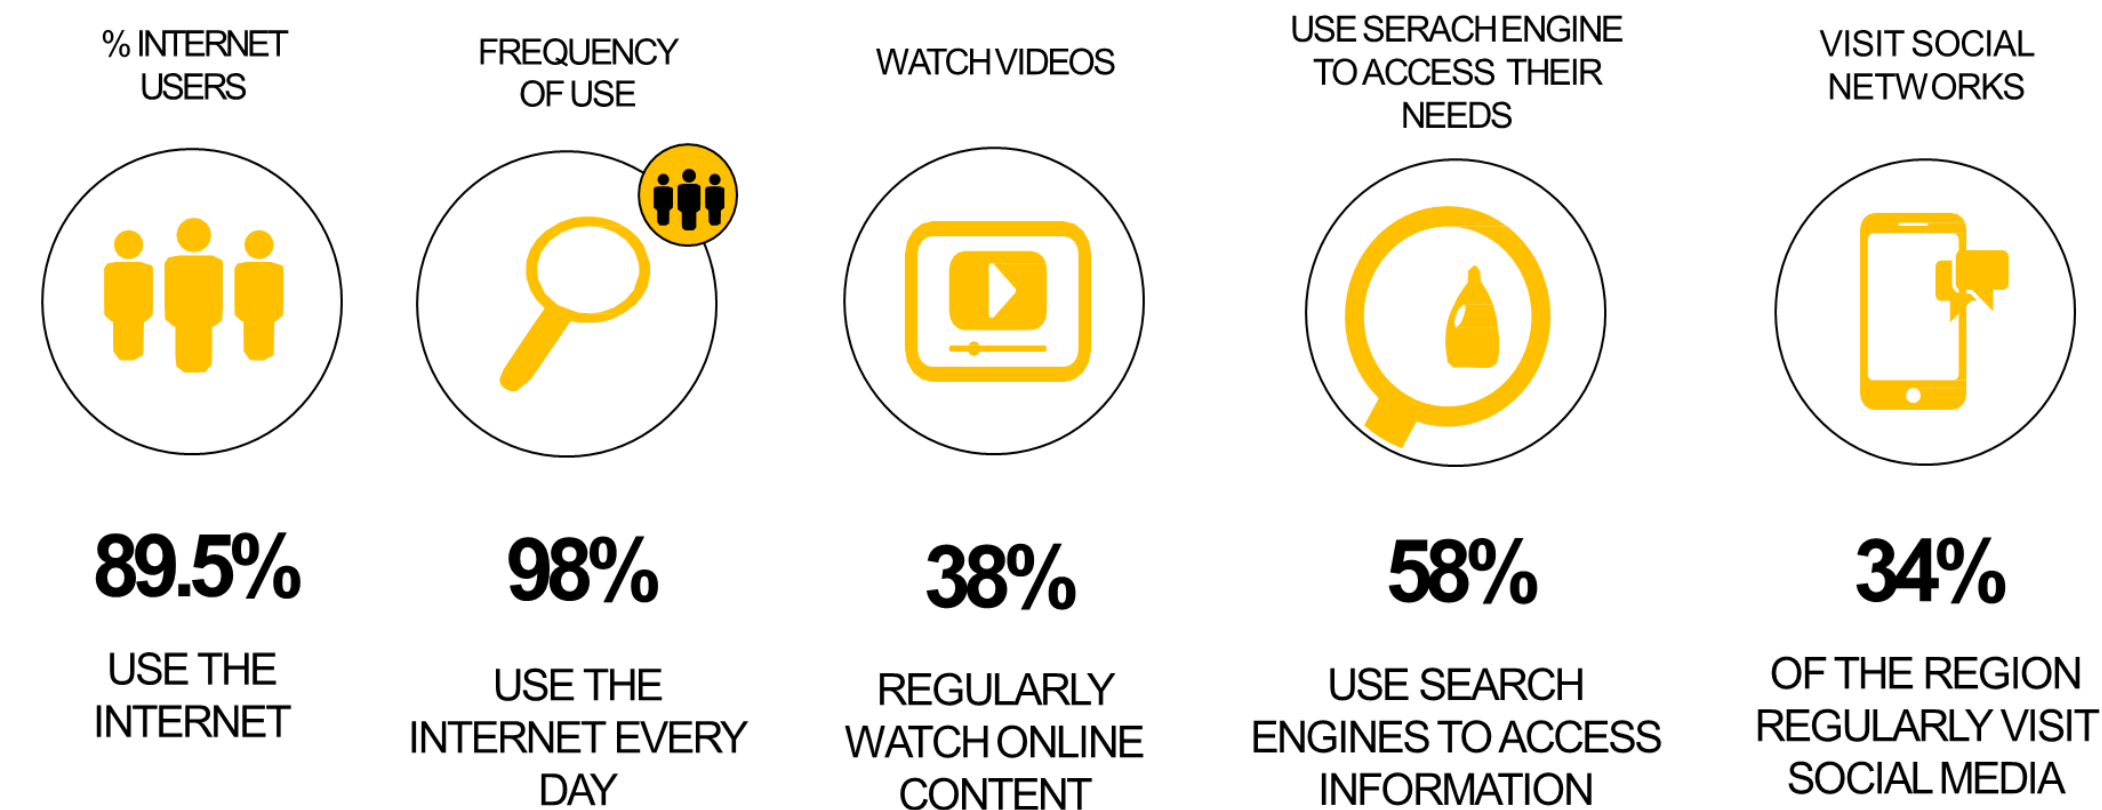 % INTERNET
USERS
89.5%
USE THE
INTERNET
FREQUENCY
OF USE
98%
USE THE
INTERNET EVERY
DAY
WATCH VIDEOS
38%
REGULARLY
WATCH ONLINE
CONTENT
USE SERACH ENGINE
TO ACCESS THEIR
NEEDS
58%
USE SEARCH
ENGINES TO ACCESS
INFORMATION
VISIT SOCIAL
NETWORKS
34%
OF THE REGION
REGULARLY VISIT
SOCIAL MEDIA